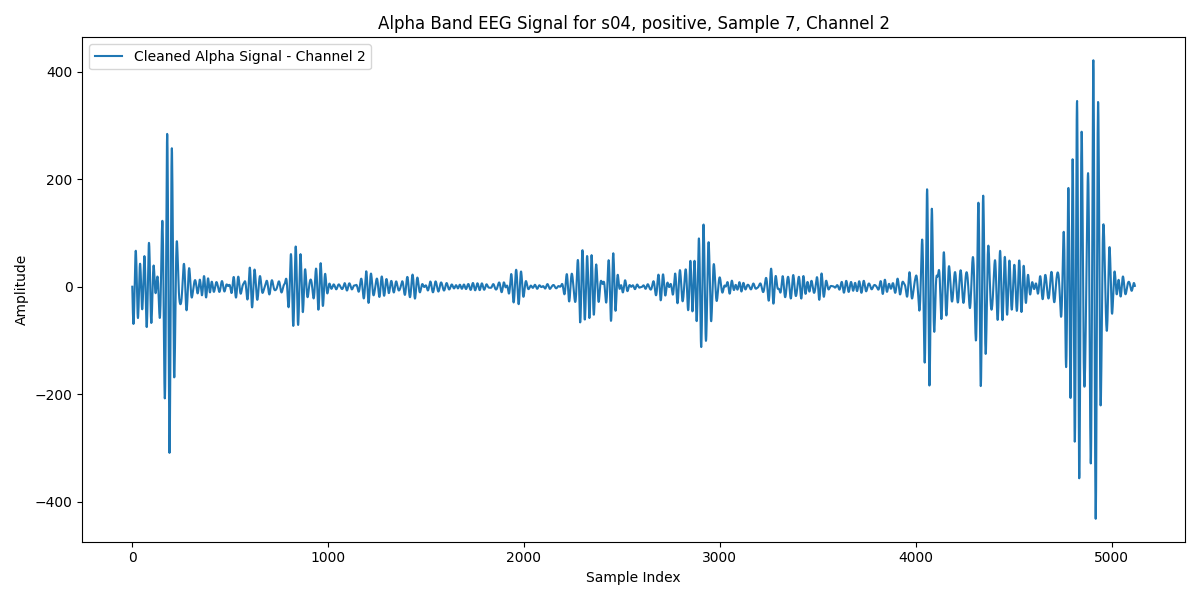 Alpha Band EEG Signal for s04, positive, Sample 7, Channel 2
Cleaned Alpha Signal - Channel 2
400
200
0
−200
−400
Amplitude
0 1000 2000 3000 4000 5000
Sample Index